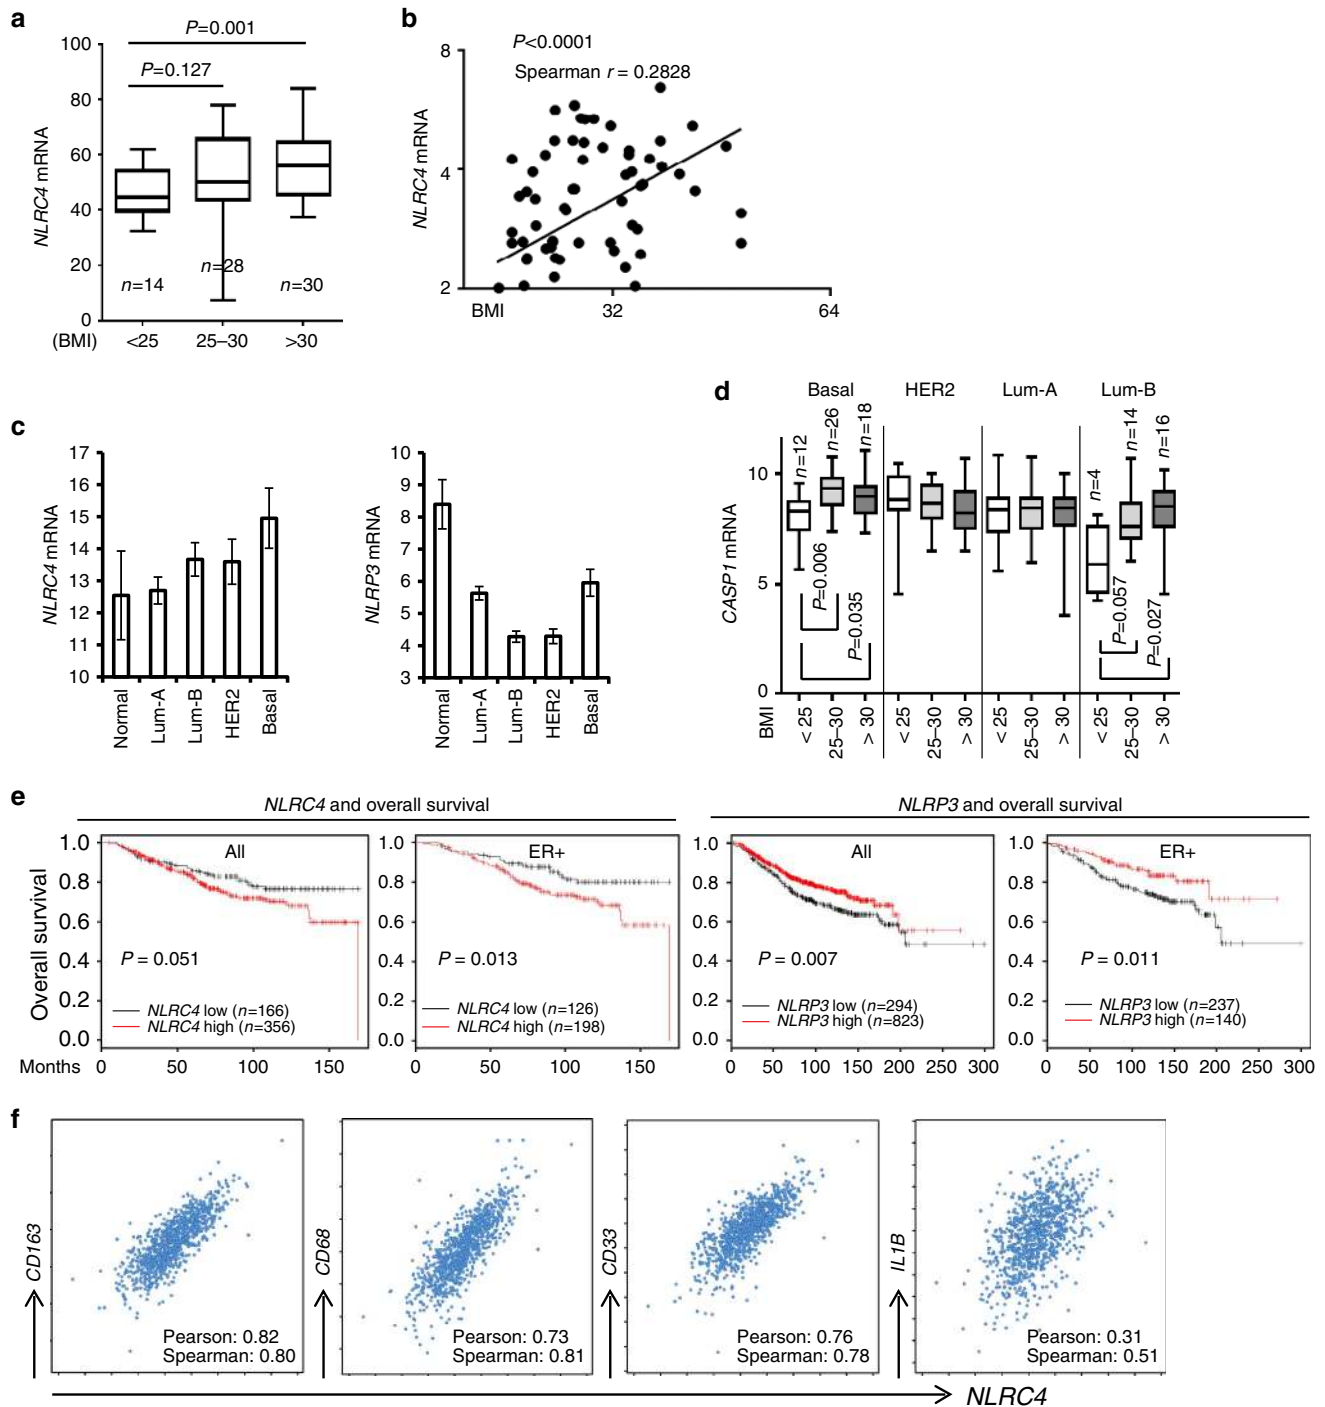 a
P=0.001
P=0.127
100
80
60
40
20
0
NLRC4 mRNA
n=14
n=28
n=30
(BMI)
<25
25–30
>30
b
P<0.0001
Spearman r = 0.2828
8
4
2
NLRC4 mRNA
BMI
32
64
c
17
16
15
14
13
12
11
10
NLRC4 mRNA
Normal
Lum-A
Lum-B
HER2
Basal
10
9
8
7
6
5
4
3
NLRP3 mRNA
Normal
Lum-A
Lum-B
HER2
Basal
d
Basal
HER2
Lum-A
Lum-B
n=12
n=26
n=18
n=4
n=14
n=16
10
5
0
CASP1 mRNA
P=0.006
P=0.035
P=0.057
P=0.027
BMI
< 25
25–30
> 30
< 25
25–30
> 30
< 25
25–30
> 30
< 25
25–30
> 30
e
NLRC4 and overall survival
NLRP3 and overall survival
Overall survival
1.0
0.8
0.6
0.4
0.2
0.0
All
P = 0.051
NLRC4 low (n=166)
NLRC4 high (n=356)
Months
0
50
100
150
1.0
0.8
0.6
0.4
0.2
0.0
ER+
P = 0.013
NLRC4 low (n=126)
NLRC4 high (n=198)
0
50
100
150
1.0
0.8
0.6
0.4
0.2
0.0
All
P = 0.007
NLRP3 low (n=294)
NLRP3 high (n=823)
0
50
100
150
200
250
300
1.0
0.8
0.6
0.4
0.2
0.0
ER+
P = 0.011
NLRP3 low (n=237)
NLRP3 high (n=140)
0
50
100
150
200
250
300
f
CD163
Pearson: 0.82
Spearman: 0.80
CD68
Pearson: 0.73
Spearman: 0.81
CD33
Pearson: 0.76
Spearman: 0.78
IL1B
Pearson: 0.31
Spearman: 0.51
NLRC4